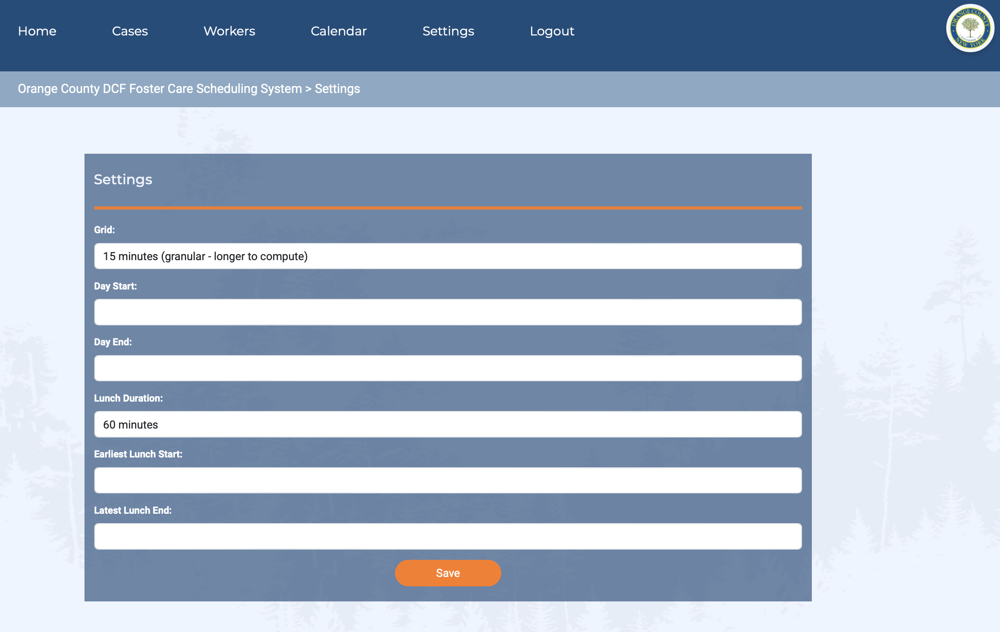 Home Cases Workers Calendar Settings Logout
ORANGE COUNTY
NEW YORK
Orange County DCF Foster Care Scheduling System > Settings
Settings
Grid:
15 minutes (granular - longer to compute)
Day Start:
Day End:
Lunch Duration:
60 minutes
Earliest Lunch Start:
Latest Lunch End:
Save